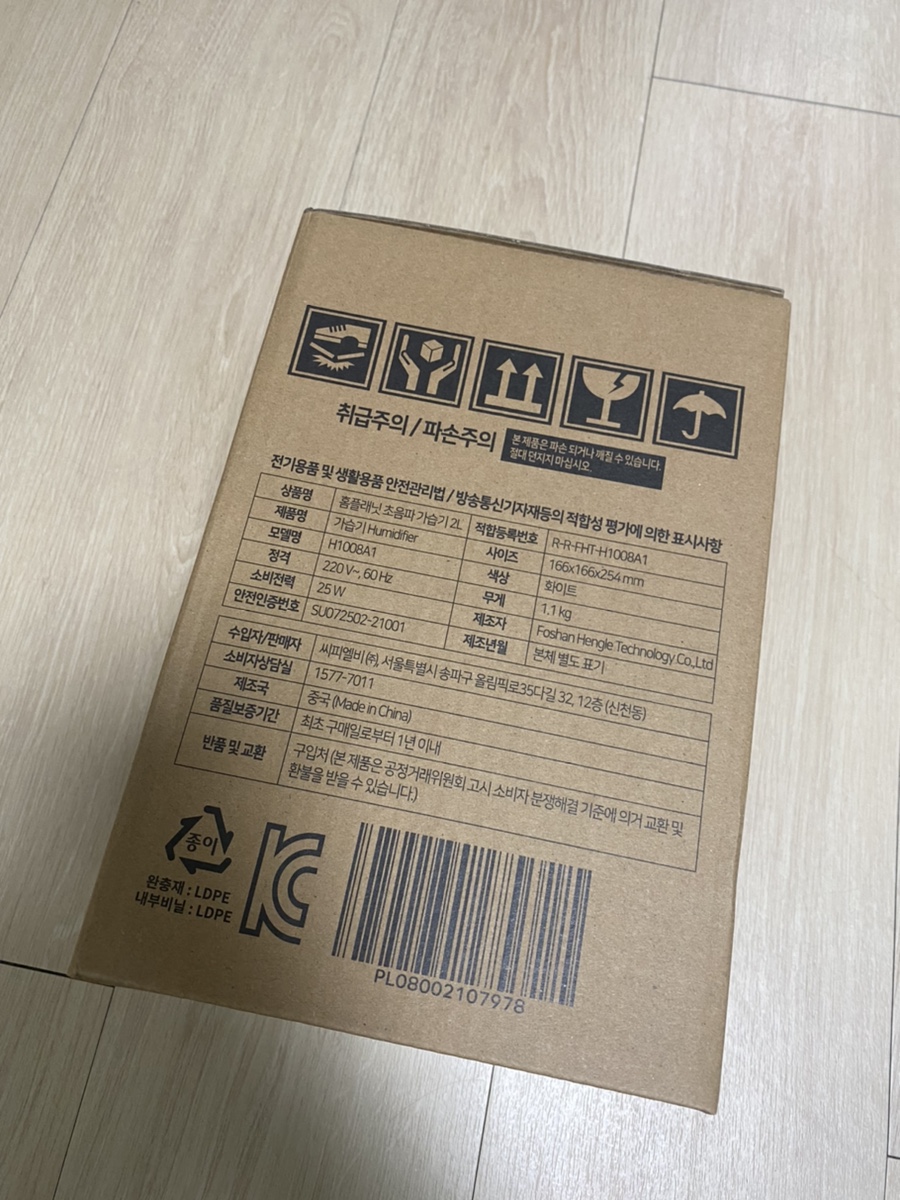 취급주의 / 파손주의
본 제품은 파손 되거나 깨질 수 있습니다.
절대 던지지 마십시오.
전기용품 및 생활용품 안전관리법 / 방송통신기자재등의 적합성 평가에 의한 표시사항
상품명 홈플래닛 초음파 가습기 2L 적합등록번호 R-R-FHT-H1008A1
제품명 가습기 Humidifier 사이즈 166x166x254 mm
모델명 H1008A1 색상 화이트
정격 220 V~, 60 Hz 무게 1.1 kg
소비전력 25 W 제조자 Foshan Hengle Technology Co.,Ltd
안전인증번호 SU072502-21001 제조년월 본체 별도 표기
수입자/판매자 씨피엘비 ㈜, 서울특별시 송파구 올림픽로35다길 32, 12층 (신천동)
소비자상담실 1577-7011
제조국 중국 (Made in China)
품질보증기간 최초 구매일로부터 1년 이내
반품 및 교환 구입처 (본 제품은 공정거래위원회 고시 소비자 분쟁해결 기준에 의거 교환 및
환불을 받을 수 있습니다.)
종이
완충재 : LDPE
내부비닐 : LDPE
PL08002107978